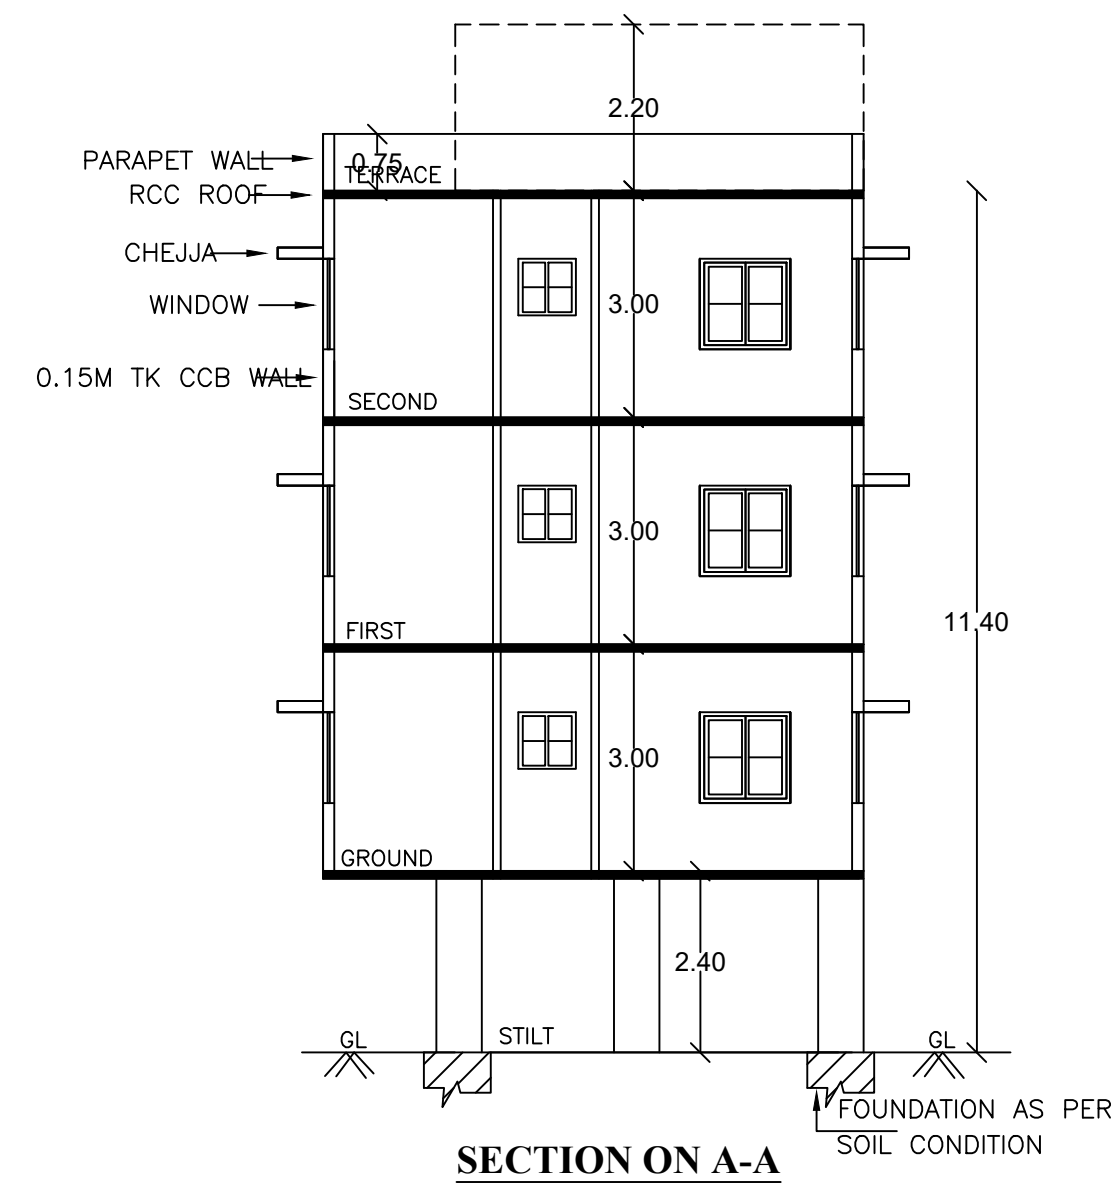 2.20
PARAPET WALL
0.75
TERRACE
RCC ROOF
CHEJJA
WINDOW
3.00
0.15M TK CCB WALL
SECOND
3.00
FIRST
11.40
3.00
GROUND
2.40
STILT
GL
GL
FOUNDATION AS PER
SOIL CONDITION
SECTION ON A-A